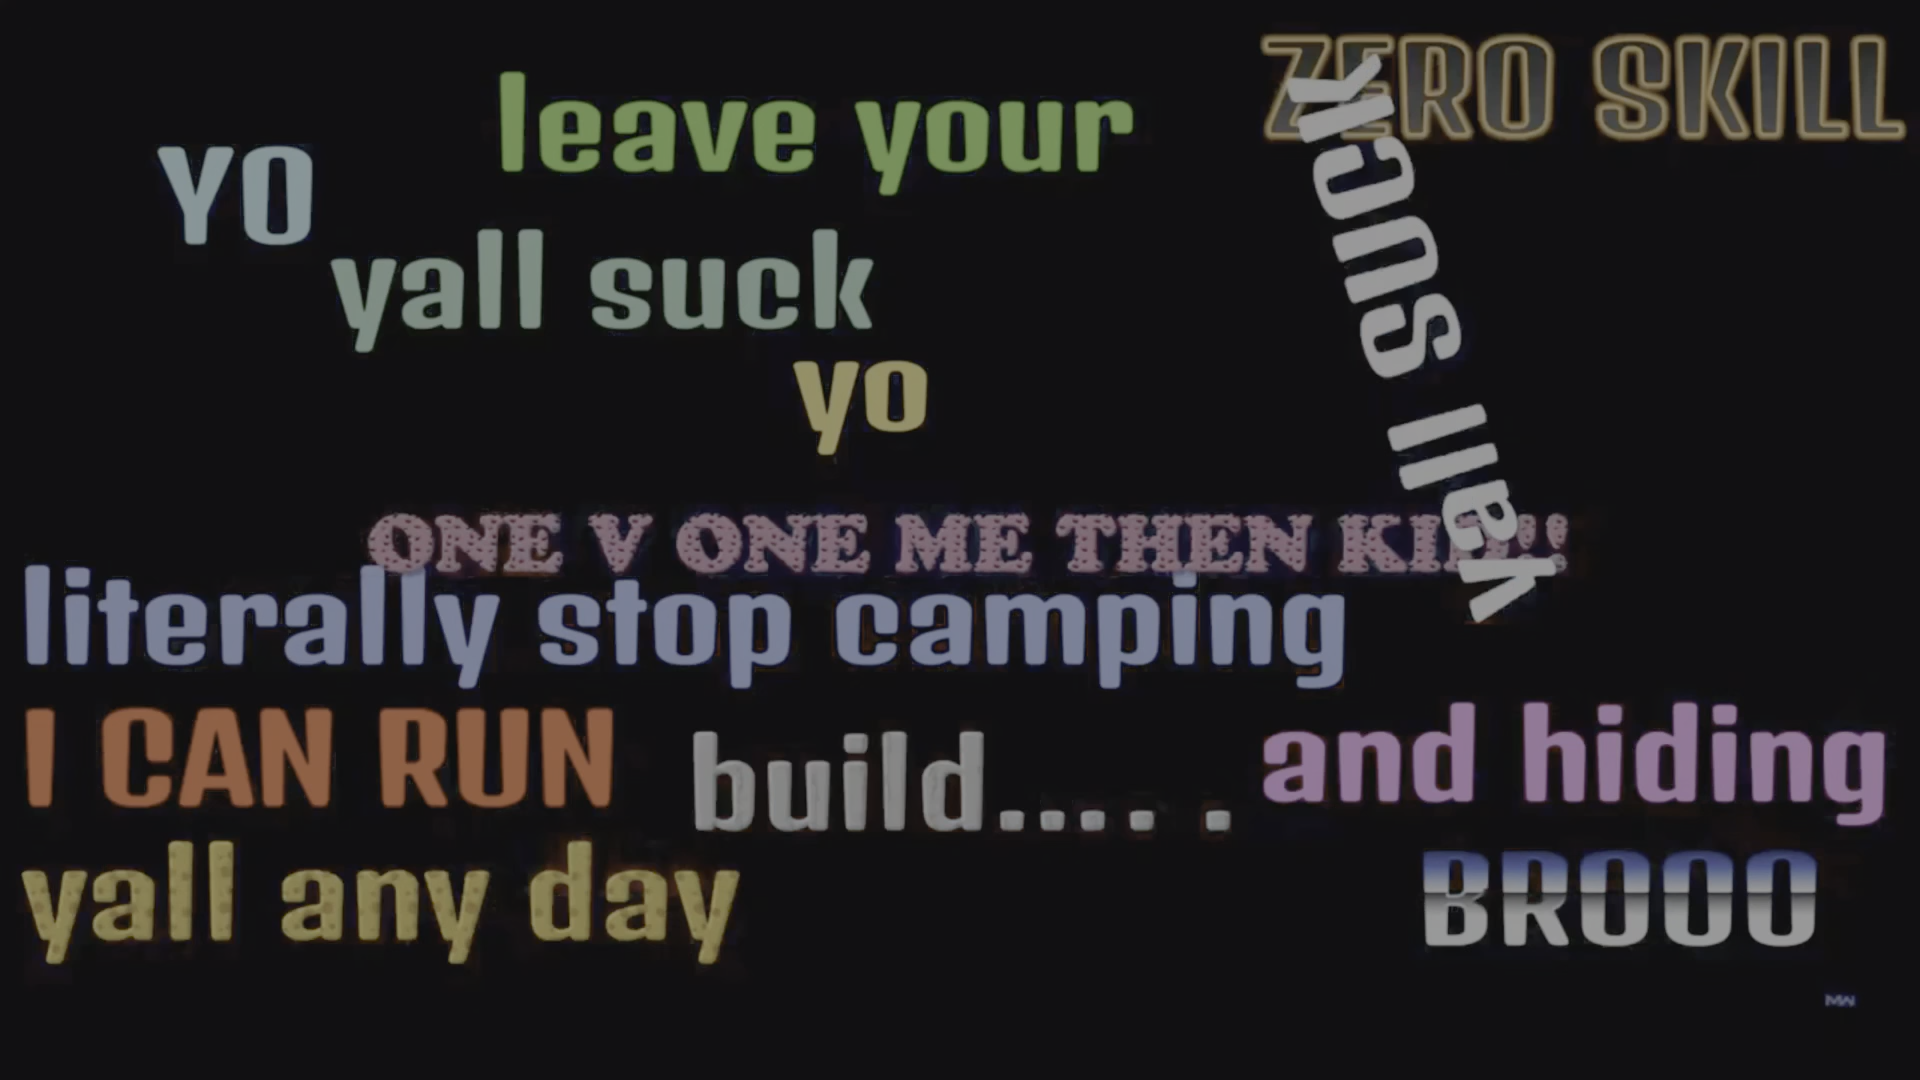 ZERO SKILL
leave your
YO
yall suck
yall suck
yo
ONE V ONE ME THEN KID!!
literally stop camping
I CAN RUN
build.... .
and hiding
yall any day
BROOO
MW